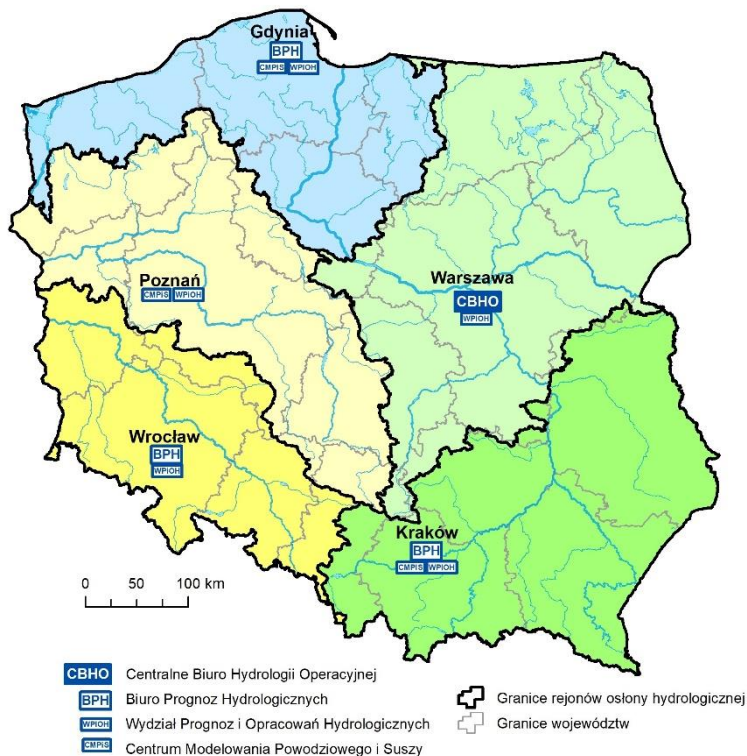 Gdynia
BPH
CMPiS WPiOH
Poznań
CMPiS WPiOH
Warszawa
CBHO
WPiOH
Wrocław
BPH
WPiOH
Kraków
BPH
CMPiS WPiOH
0 50 100 km
CBHO Centralne Biuro Hydrologii Operacyjnej
BPH Biuro Prognoz Hydrologicznych
WPiOH Wydział Prognoz i Opracowań Hydrologicznych
CMPiS Centrum Modelowania Powodziowego i Suszy
Granice rejonów osłony hydrologicznej
Granice województw